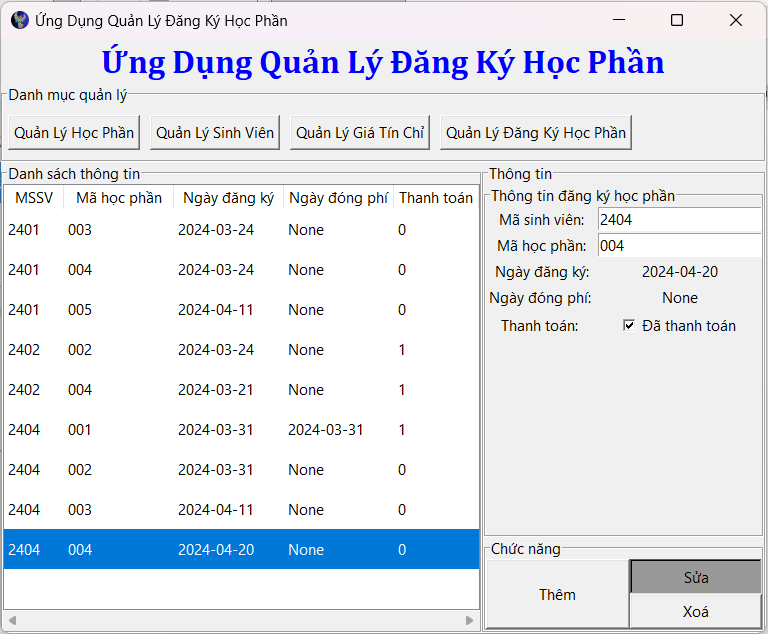 Ứng Dụng Quản Lý Đăng Ký Học Phần
Ứng Dụng Quản Lý Đăng Ký Học Phần
Danh mục quản lý
Quản Lý Học Phần Quản Lý Sinh Viên Quản Lý Giá Tín Chỉ Quản Lý Đăng Ký Học Phần
Danh sách thông tin
MSSV Mã học phần Ngày đăng ký Ngày đóng phí Thanh toán
2401 003 2024-03-24 None 0
2401 004 2024-03-24 None 0
2401 005 2024-04-11 None 0
2402 002 2024-03-24 None 1
2402 004 2024-03-21 None 1
2404 001 2024-03-31 2024-03-31 1
2404 002 2024-03-31 None 0
2404 003 2024-04-11 None 0
2404 004 2024-04-20 None 0
Thông tin
Thông tin đăng ký học phần
Mã sinh viên: 2404
Mã học phần: 004
Ngày đăng ký: 2024-04-20
Ngày đóng phí: None
Thanh toán: Đã thanh toán
Chức năng
Thêm
Sửa
Xoá